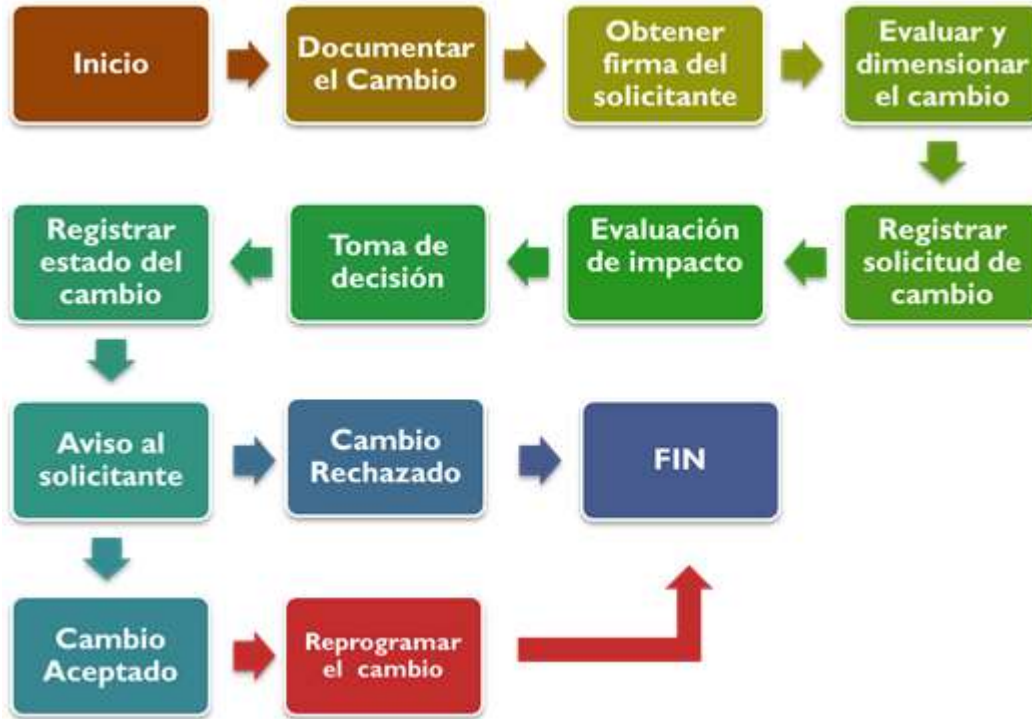 Inicio
Documentar
el Cambio
Obtener
firma del
solicitante
Evaluar y
dimensionar
el cambio
Registrar
estado del
cambio
Toma de
decisión
Evaluación
de impacto
Registrar
solicitud de
cambio
Aviso al
solicitante
Cambio
Rechazado
FIN
Cambio
Aceptado
Reprogramar
el cambio